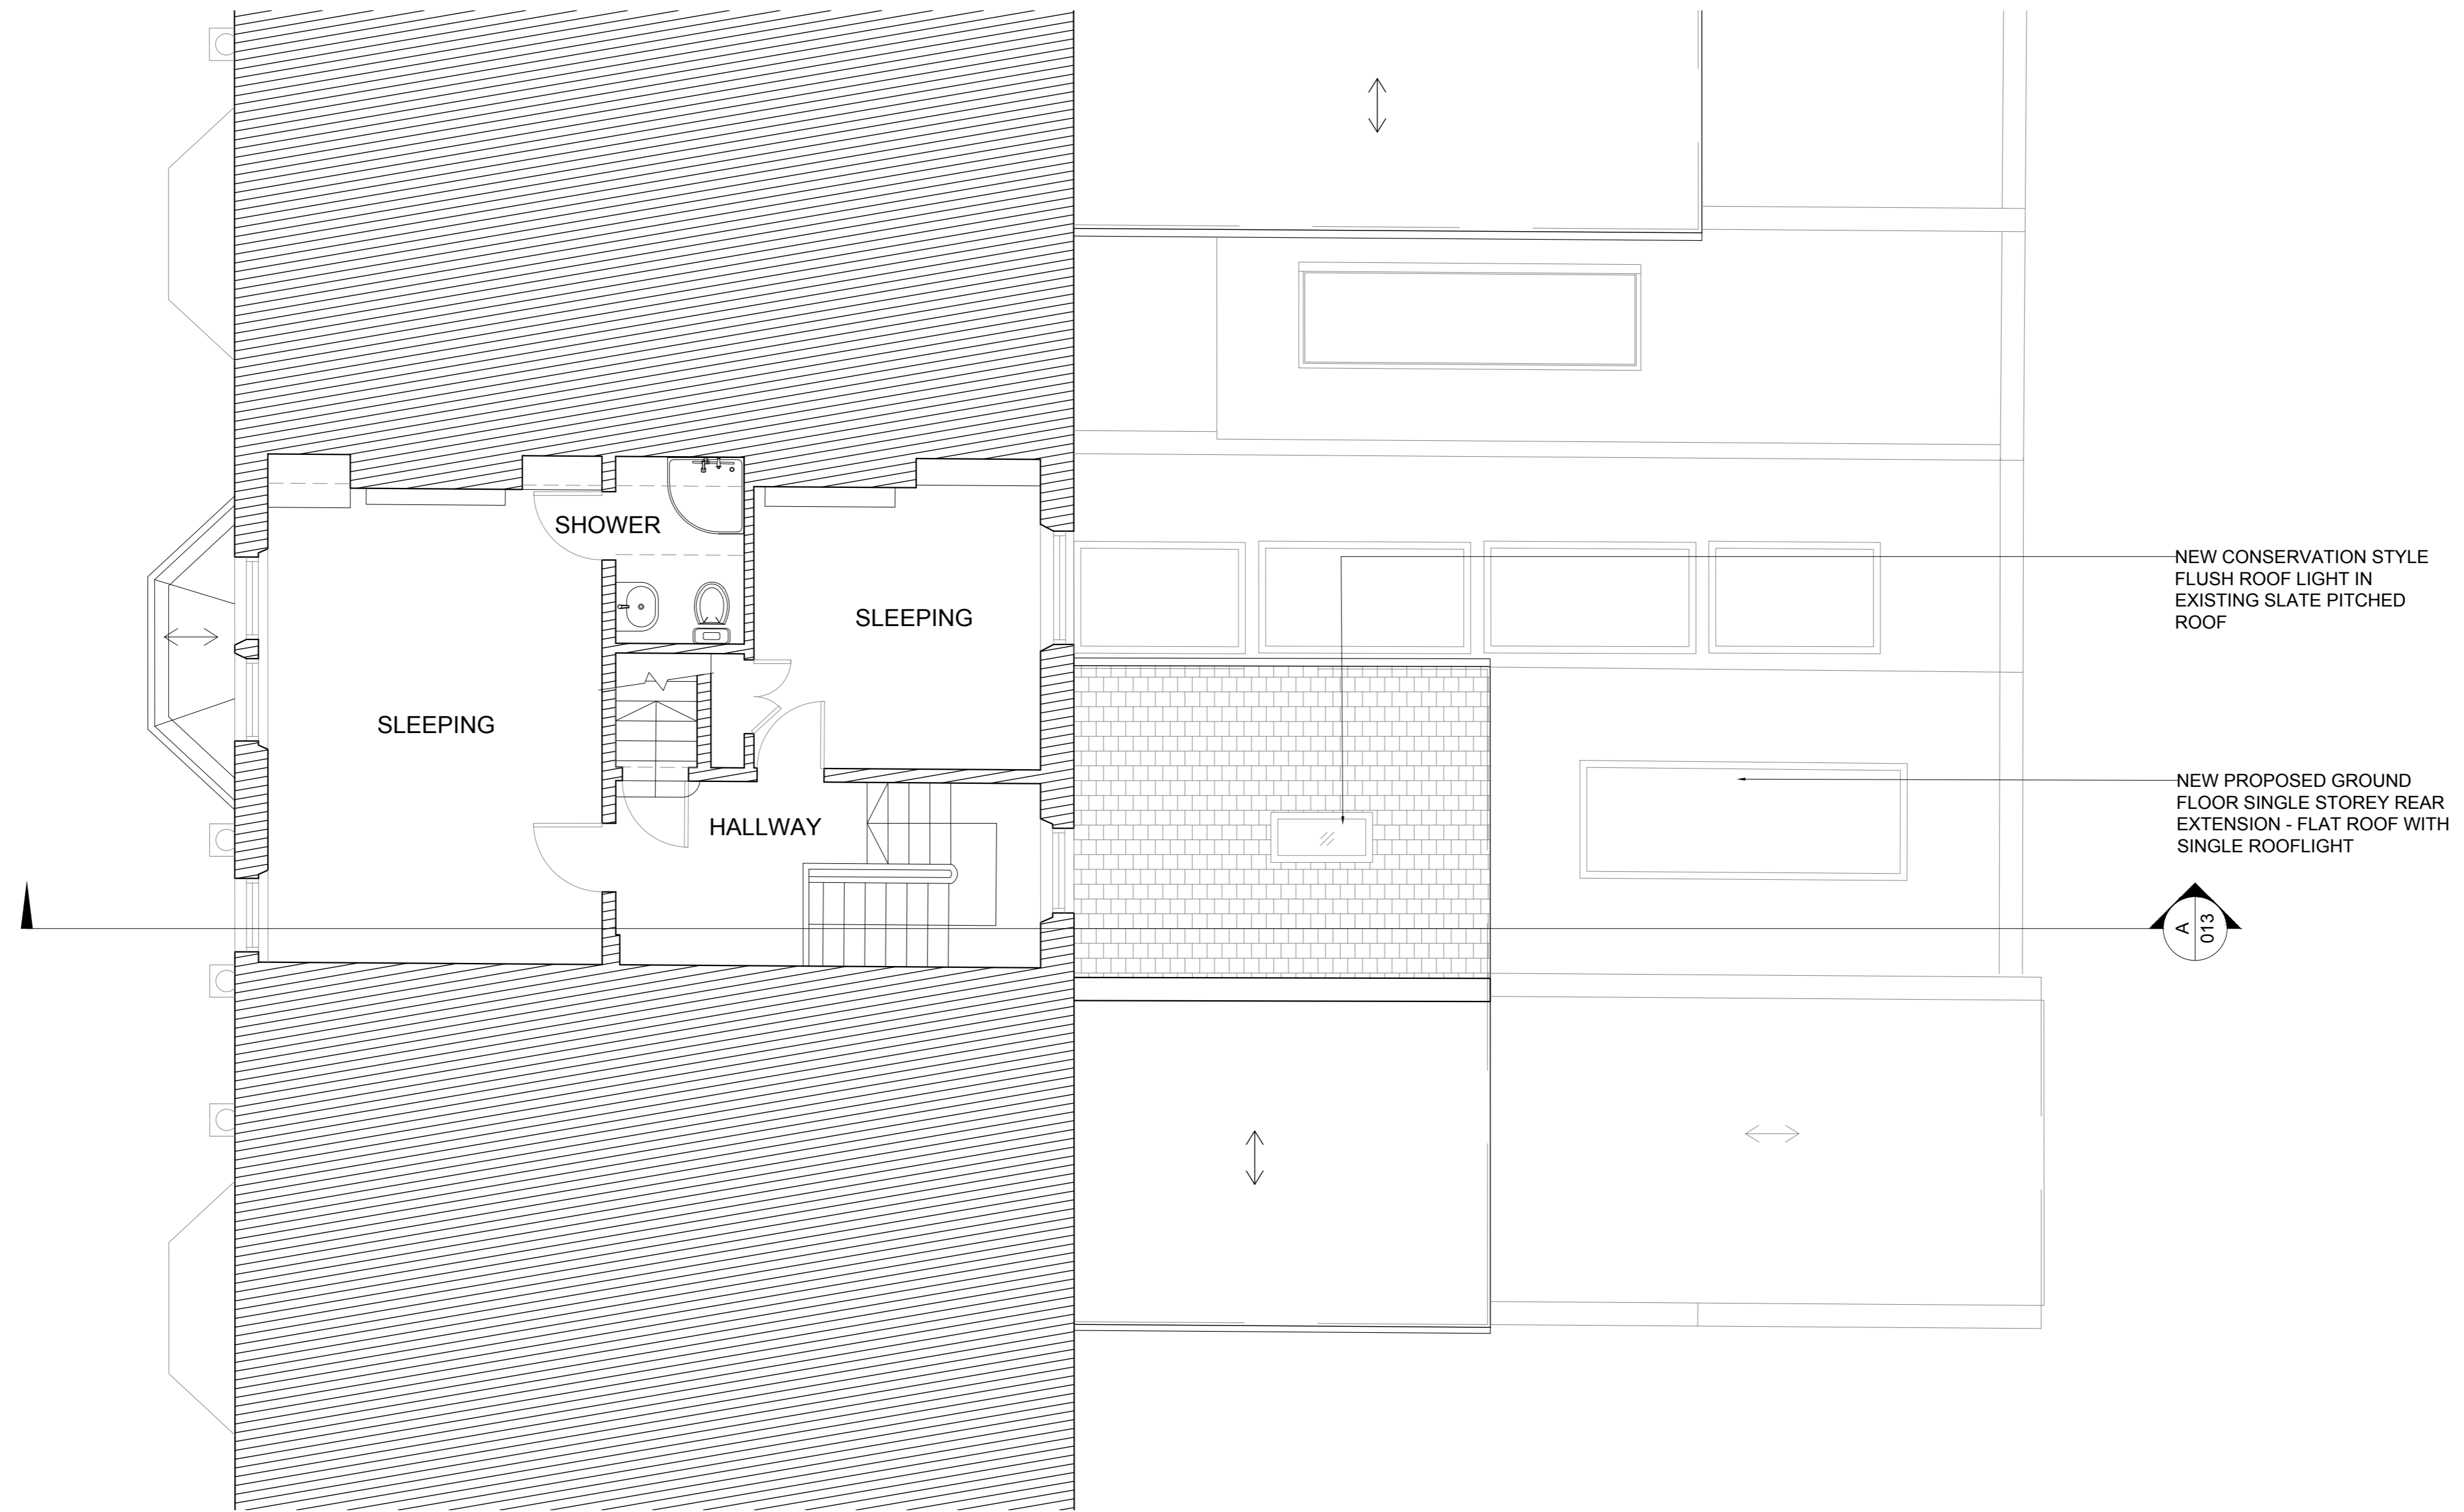 SHOWER
SLEEPING
SLEEPING
HALLWAY
NEW CONSERVATION STYLE
FLUSH ROOF LIGHT IN
EXISTING SLATE PITCHED
ROOF
NEW PROPOSED GROUND
FLOOR SINGLE STOREY REAR
EXTENSION - FLAT ROOF WITH
SINGLE ROOFLIGHT
A
013